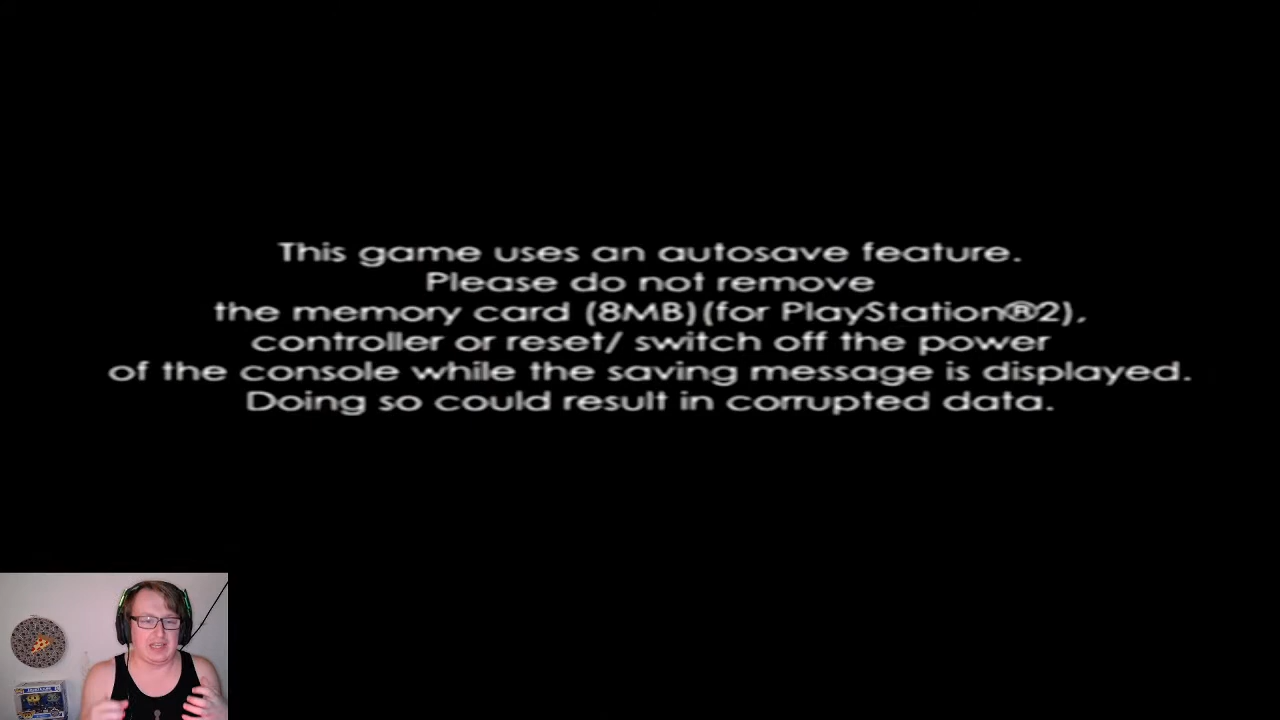 This game uses an autosave feature.
Please do not remove
the memory card (8MB)(for PlayStation®2),
controller or reset/ switch off the power
of the console while the saving message is displayed.
Doing so could result in corrupted data.